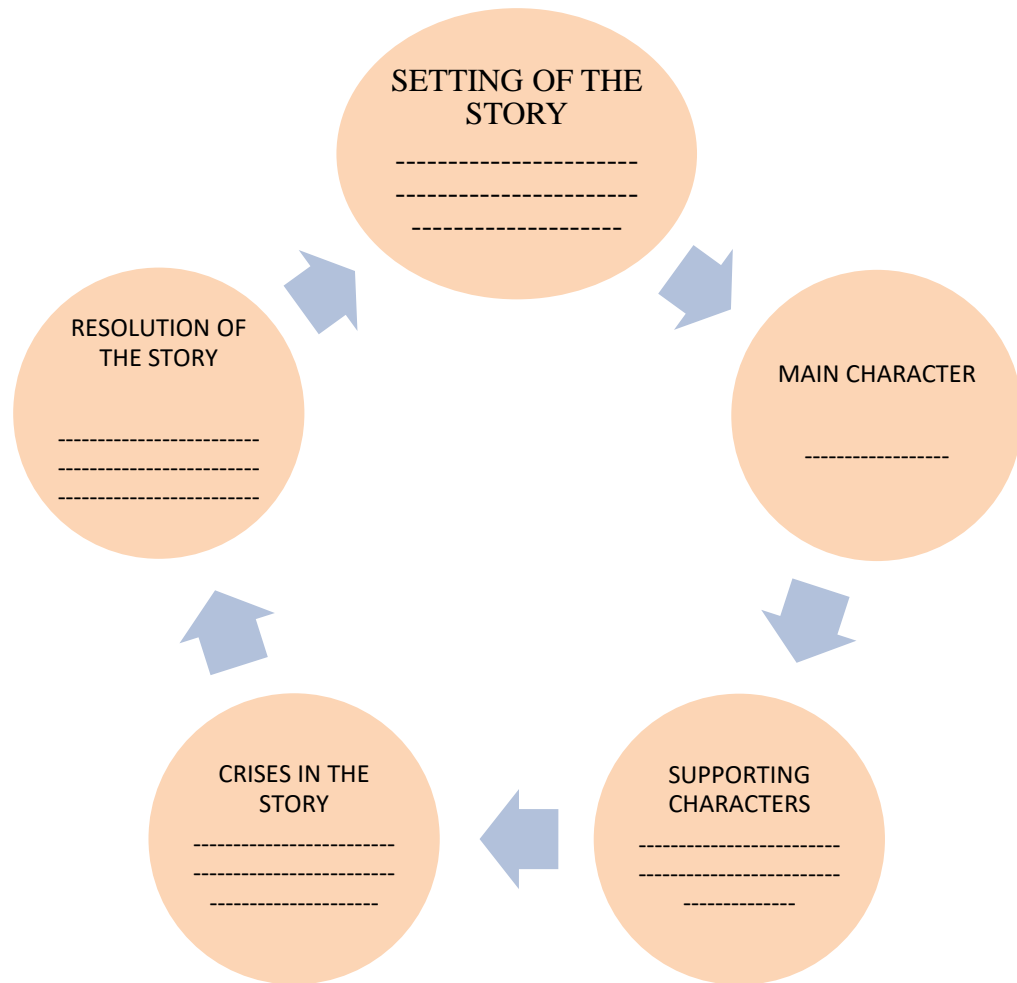 SETTING OF THE
STORY
-----------------------
-----------------------
--------------------
MAIN CHARACTER
------------------
SUPPORTING
CHARACTERS
-------------------------
-------------------------
--------------
CRISES IN THE
STORY
-------------------------
-------------------------
---------------------
RESOLUTION OF
THE STORY
-------------------------
-------------------------
-------------------------